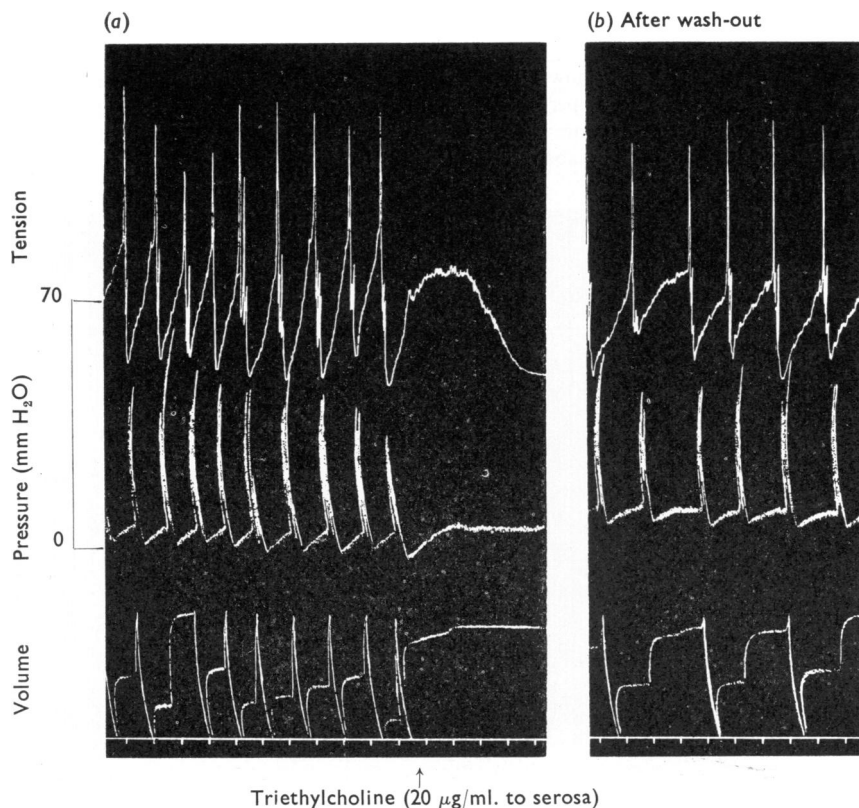 (a)
(b) After wash-out
Tension
70
Pressure (mm H₂O)
0
Volume
↑
Triethylcholine (20 μg/ml. to serosa)